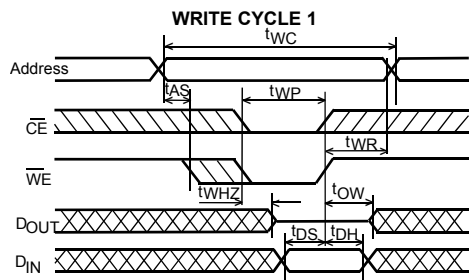 WRITE CYCLE 1
tWC
Address
tAS
tWP
CE
tWR
WE
tWHZ
tOW
DOUT
tDS
tDH
DIN